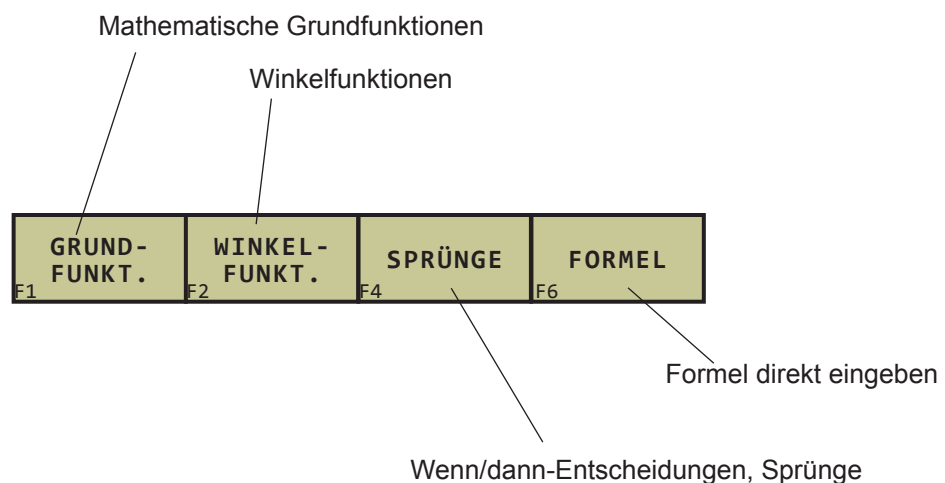 Mathematische Grundfunktionen
Winkelfunktionen
GRUND-
FUNKT.
F1
WINKEL-
FUNKT.
F2
SPRÜNGE
F4
FORMEL
F6
Formel direkt eingeben
Wenn/dann-Entscheidungen, Sprünge